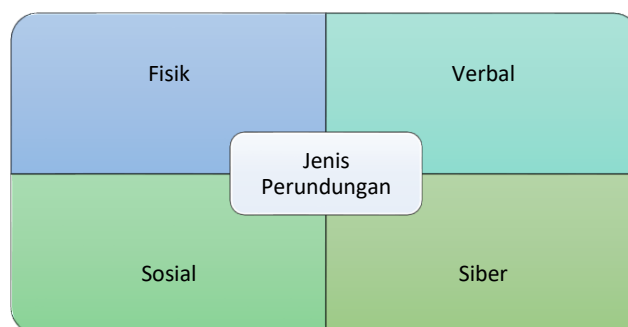 Fisik
Verbal
Jenis
Perundungan
Sosial
Siber